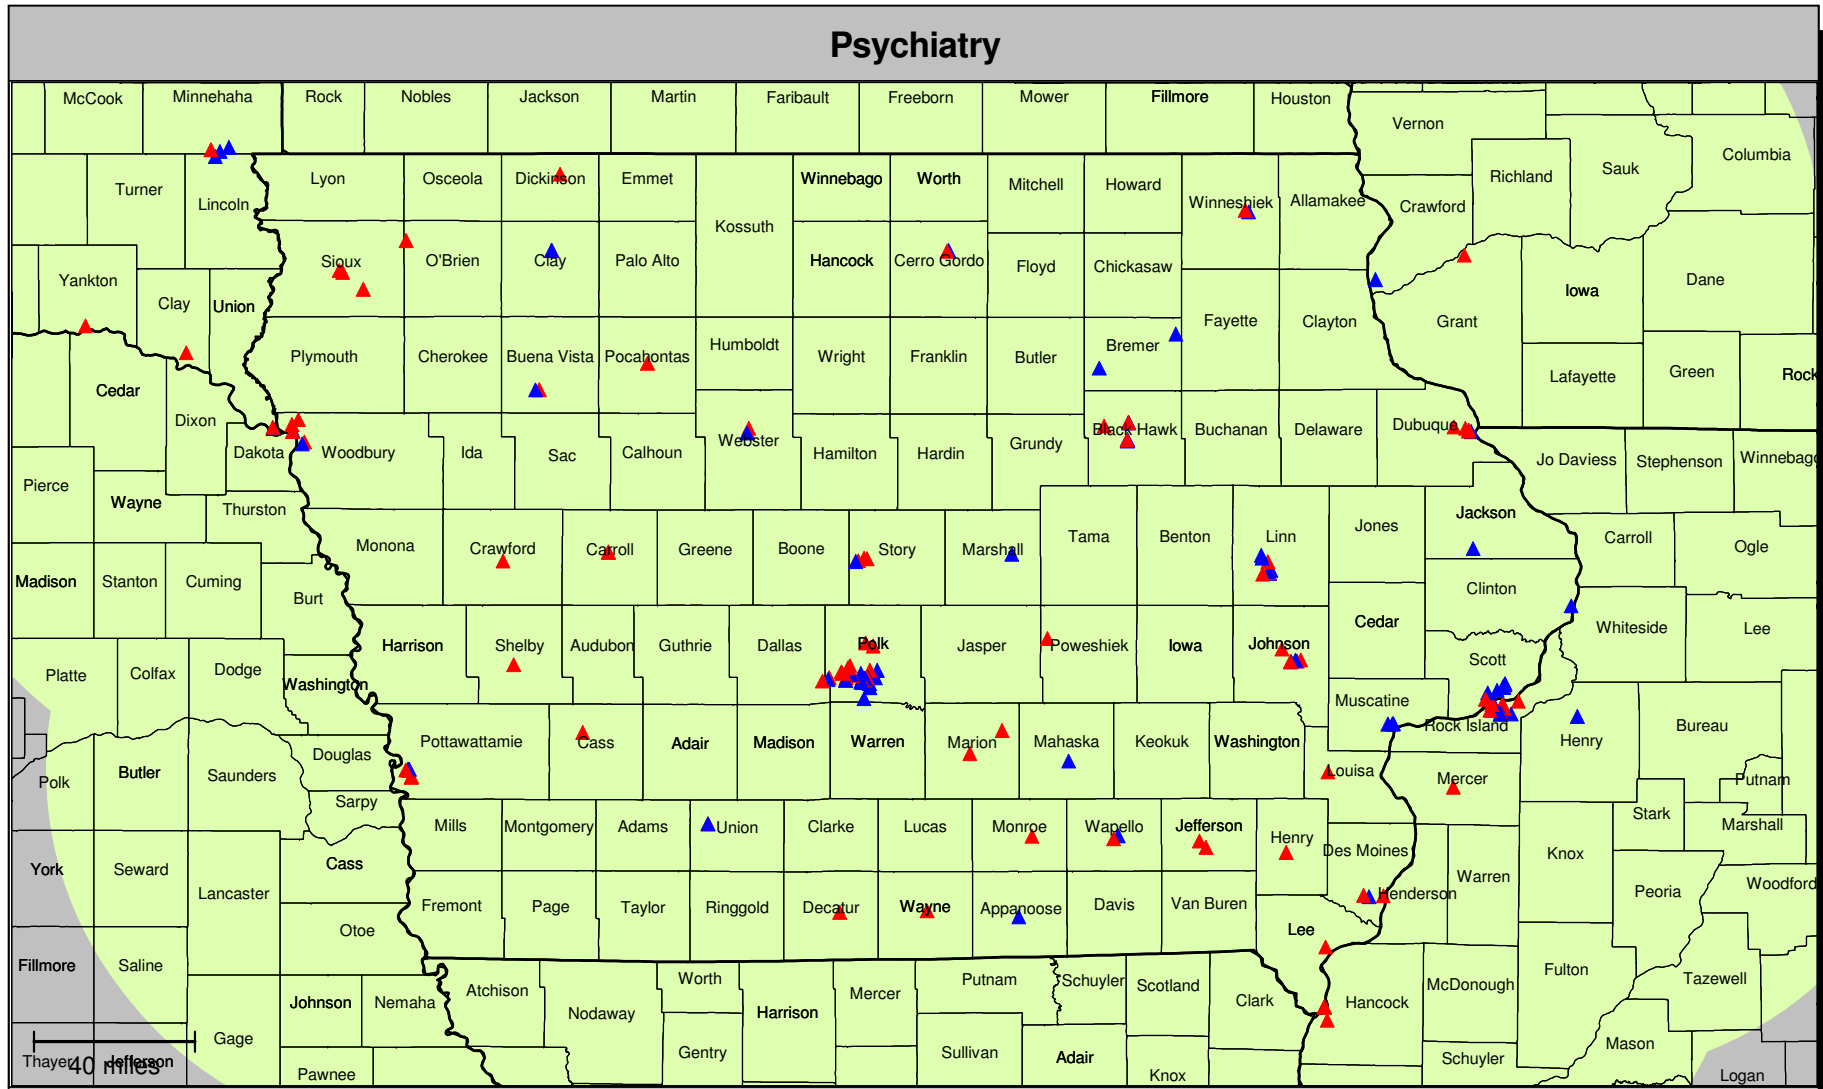 Psychiatry
McCook Minnehaha Rock Nobles Jackson Martin Faribault Freeborn Mower Fillmore Houston
Vernon
Columbia
Sauk
Richland
Turner Lyon Osceola Dickinson Emmet Winnebago Worth Mitchell Howard
Lincoln Winneshiek Allamakee Crawford
Kossuth
Yankton Sioux O'Brien Clay Palo Alto Hancock Cerro Gordo Floyd Chickasaw Dane
Clay Union Iowa
Fayette Clayton Grant
Plymouth Cherokee Buena Vista Pocahontas Humboldt Wright Franklin Butler Bremer
Cedar Lafayette Green Rock
Dixon Dubuque
Dakota Woodbury Ida Sac Calhoun Webster Hamilton Hardin Grundy Black Hawk Buchanan Delaware
Pierce Jo Daviess Stephenson Winnebago
Wayne Thurston Jackson
Monona Crawford Carroll Greene Boone Story Marshall Tama Benton Linn Jones Carroll Ogle
Madison Stanton Cuming Clinton
Burt Cedar Whiteside Lee
Harrison Shelby Audubon Guthrie Dallas Polk Jasper Poweshiek Iowa Johnson Scott
Platte Colfax Dodge
Washington Muscatine
Pottawattamie Cass Adair Madison Warren Marion Mahaska Keokuk Washington Rock Island Henry Bureau
Douglas
Polk Butler Saunders Louisa Mercer Putnam
Sarpy
Mills Montgomery Adams Union Clarke Lucas Monroe Wapello Jefferson Henry Stark Marshall
York Seward Cass Des Moines Knox
Lancaster Warren Peoria Woodford
Fremont Page Taylor Ringgold Decatur Wayne Appanoose Davis Van Buren Henderson
Otoe Lee
Fillmore Saline Fulton Tazewell
Johnson Nemaha Atchison Worth Mercer Putnam Schuyler Scotland Clark Hancock McDonough
Nodaway Harrison
Gage Gentry Sullivan Adair Schuyler Mason
Thayer Jefferson
40 miles
Pawnee Knox Logan